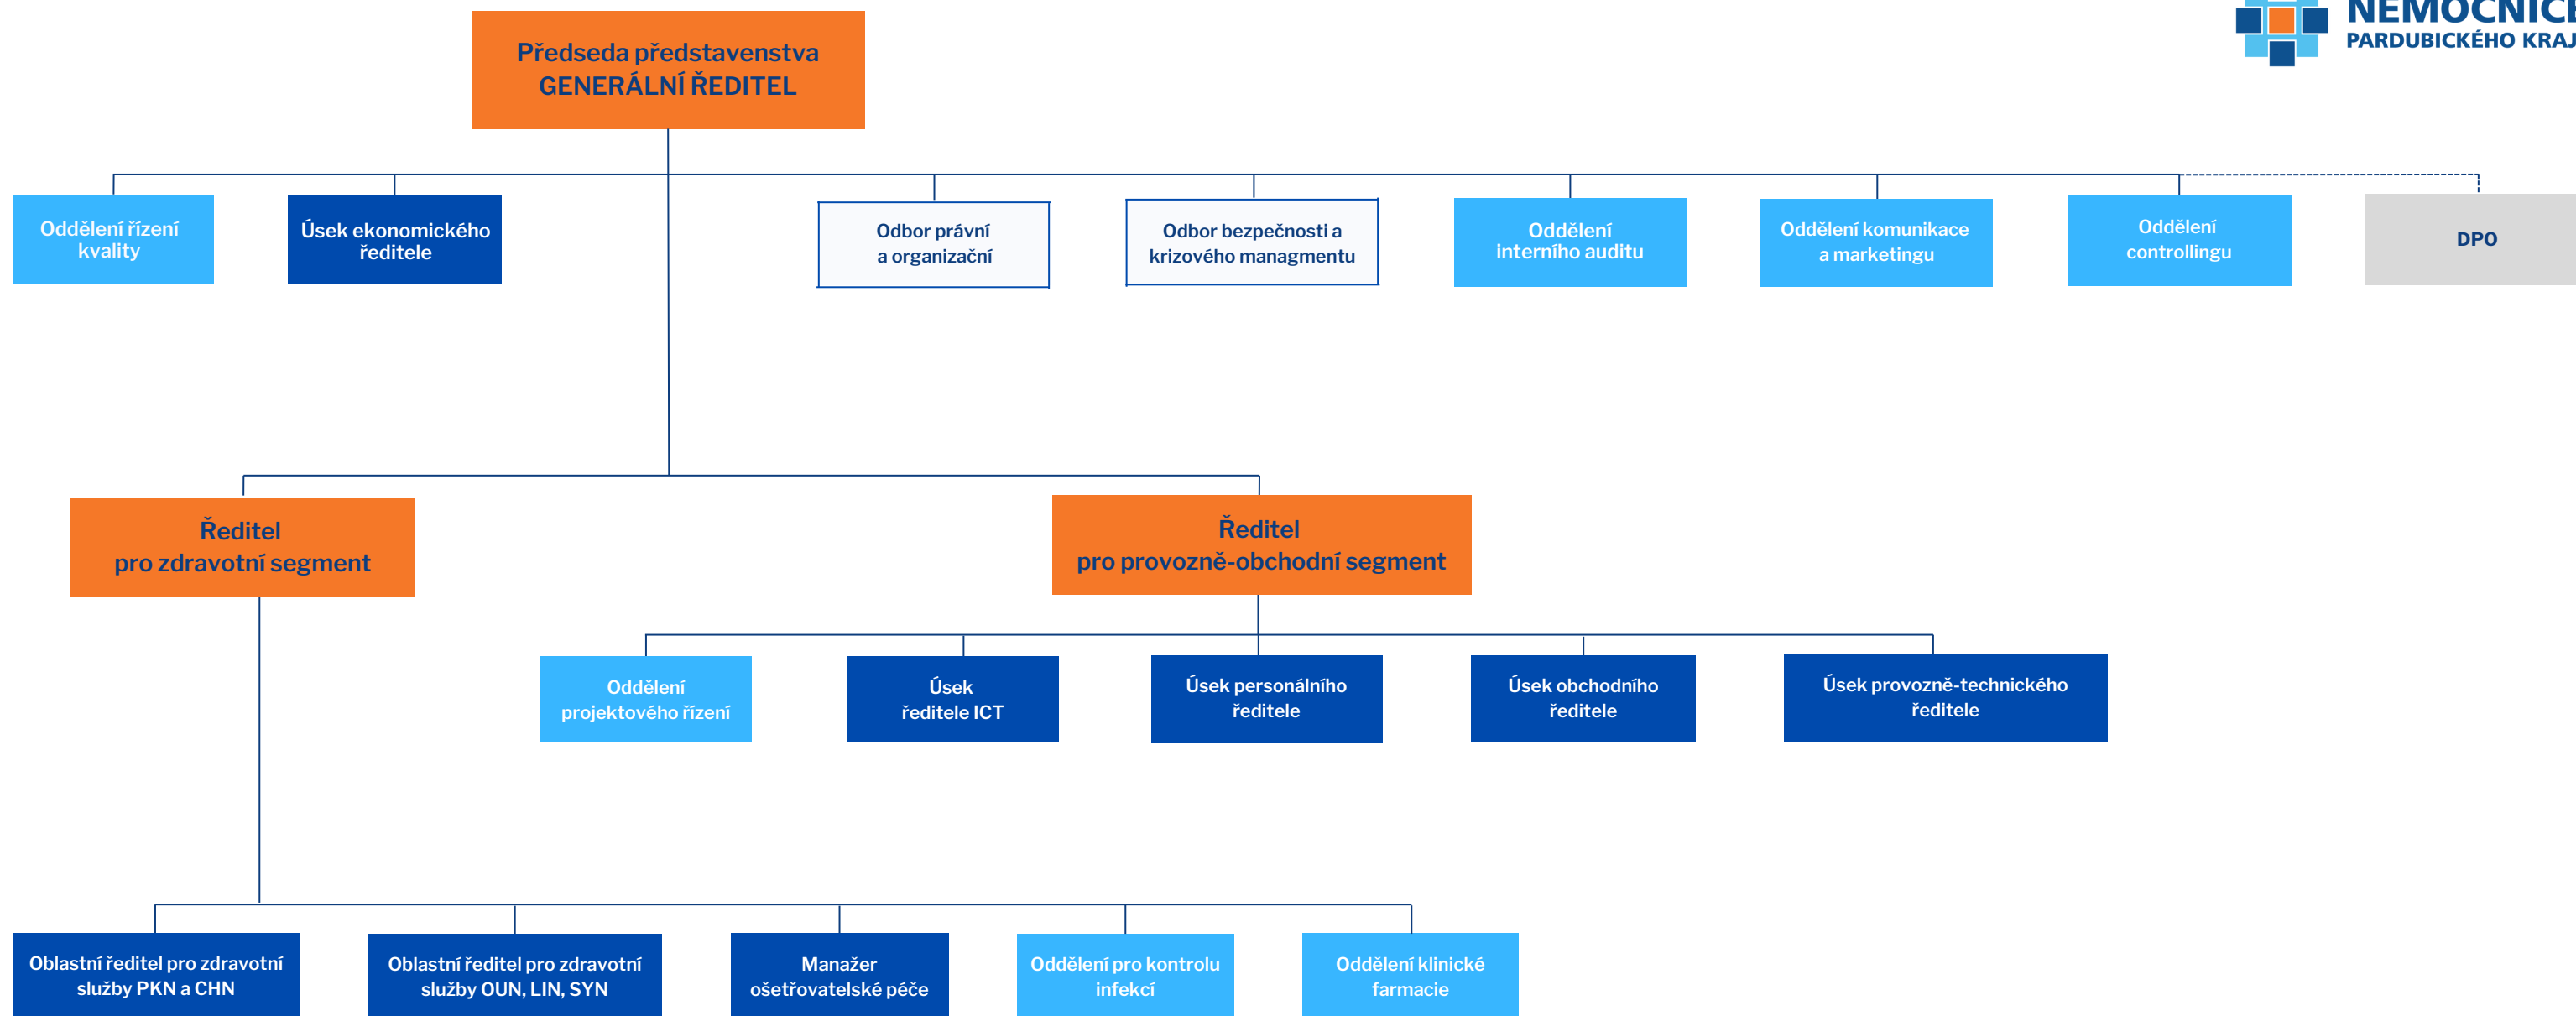 NEMOCNICE
PARDUBICKÉHO KRAJ
Předseda představenstva
GENERÁLNÍ ŘEDITEL
Oddělení řízení
kvality
Úsek ekonomického
ředitele
Odbor právní
a organizační
Odbor bezpečnosti a
krizového managmentu
Oddělení
interního auditu
Oddělení komunikace
a marketingu
Oddělení
controllingu
DPO
Ředitel
pro zdravotní segment
Ředitel
pro provozně-obchodní segment
Oddělení
projektového řízení
Úsek
ředitele ICT
Úsek personálního
ředitele
Úsek obchodního
ředitele
Úsek provozně-technického
ředitele
Oblastní ředitel pro zdravotní
služby PKN a CHN
Oblastní ředitel pro zdravotní
služby OUN, LIN, SYN
Manažer
ošetřovatelské péče
Oddělení pro kontrolu
infekcí
Oddělení klinické
farmacie